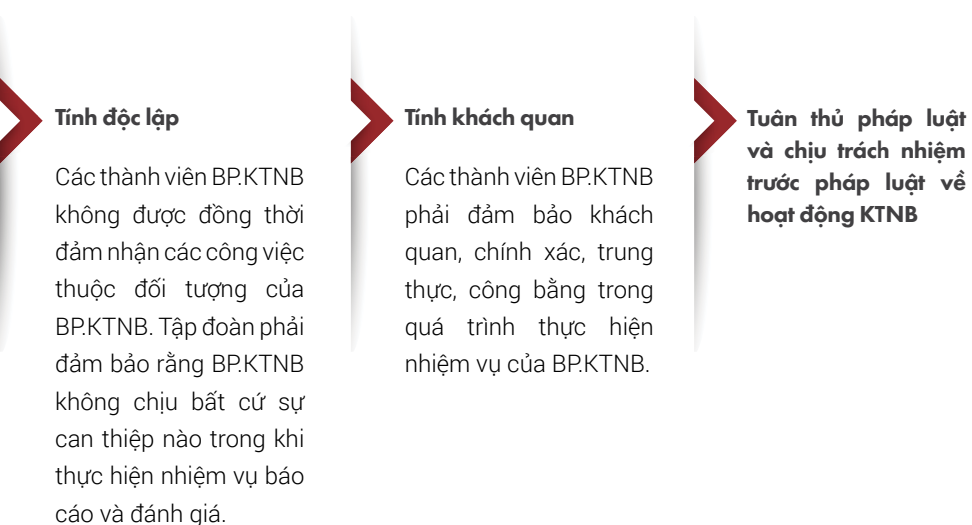 Tính độc lập
Các thành viên BP.KTNB
không được đồng thời
đảm nhận các công việc
thuộc đối tượng của
BP.KTNB. Tập đoàn phải
đảm bảo rằng BP.KTNB
không chịu bất cứ sự
can thiệp nào trong khi
thực hiện nhiệm vụ báo
cáo và đánh giá.
Tính khách quan
Các thành viên BP.KTNB
phải đảm bảo khách
quan, chính xác, trung
thực, công bằng trong
quá trình thực hiện
nhiệm vụ của BP.KTNB.
Tuân thủ pháp luật
và chịu trách nhiệm
trước pháp luật về
hoạt động KTNB